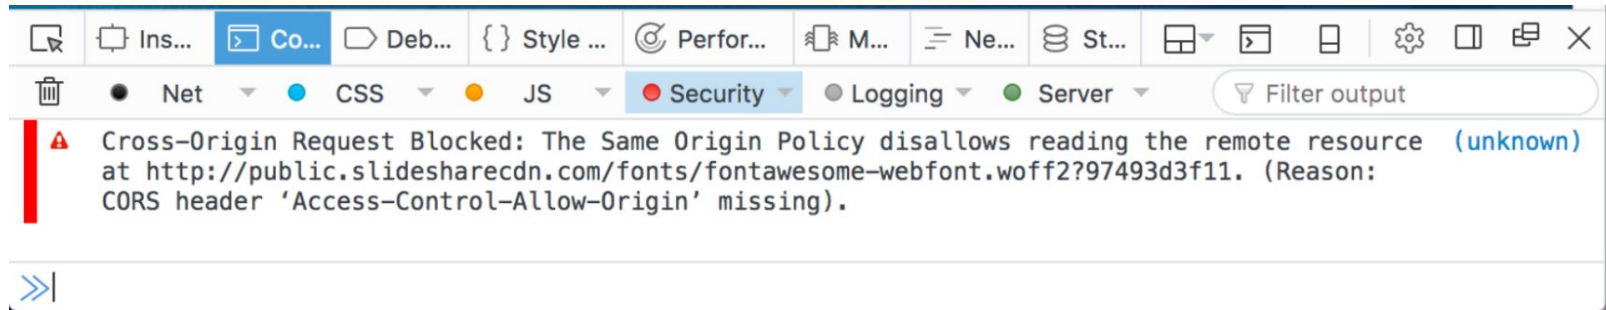 Ins... Co... Deb... { } Style ... Perfor... M... Ne... St...
Net CSS JS Security Logging Server Filter output
Cross-Origin Request Blocked: The Same Origin Policy disallows reading the remote resource (unknown)
at http://public.slidesharecdn.com/fonts/fontawesome-webfont.woff2?97493d3f11. (Reason:
CORS header ‘Access-Control-Allow-Origin’ missing).